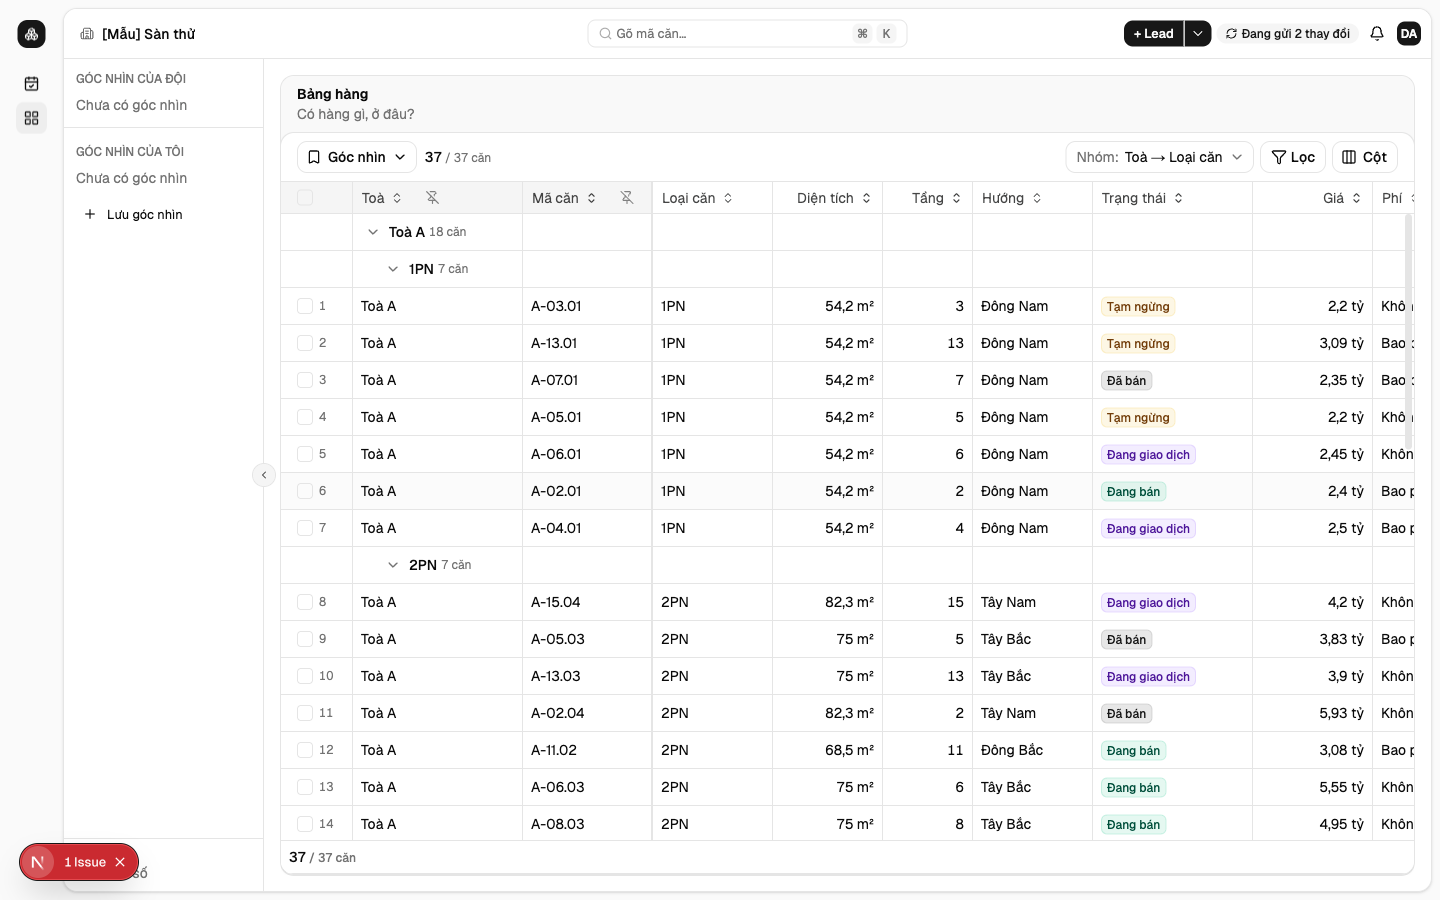 [Mẫu] Sàn thử
Gõ mã căn...
⌘ K
+ Lead
Đang gửi 2 thay đổi
DA
GÓC NHÌN CỦA ĐỘI
Chưa có góc nhìn
GÓC NHÌN CỦA TÔI
Chưa có góc nhìn
+ Lưu góc nhìn
Bảng hàng
Có hàng gì, ở đâu?
Góc nhìn 37 / 37 căn
Nhóm: Toà → Loại căn
Lọc
Cột
Toà Mã căn Loại căn Diện tích Tầng Hướng Trạng thái Giá Phí
Toà A 18 căn
1PN 7 căn
1 Toà A A-03.01 1PN 54,2 m² 3 Đông Nam Tạm ngừng 2,2 tỷ
2 Toà A A-13.01 1PN 54,2 m² 13 Đông Nam Tạm ngừng 3,09 tỷ Bao
3 Toà A A-07.01 1PN 54,2 m² 7 Đông Nam Đã bán 2,35 tỷ Bao
4 Toà A A-05.01 1PN 54,2 m² 5 Đông Nam Tạm ngừng 2,2 tỷ
5 Toà A A-06.01 1PN 54,2 m² 6 Đông Nam Đang giao dịch 2,45 tỷ Khôn
6 Toà A A-02.01 1PN 54,2 m² 2 Đông Nam Đang bán 2,4 tỷ Bao p
7 Toà A A-04.01 1PN 54,2 m² 4 Đông Nam Đang giao dịch 2,5 tỷ Bao p
2PN 7 căn
8 Toà A A-15.04 2PN 82,3 m² 15 Tây Nam Đang giao dịch 4,2 tỷ Khôn
9 Toà A A-05.03 2PN 75 m² 5 Tây Bắc Đã bán 3,83 tỷ Bao p
10 Toà A A-13.03 2PN 75 m² 13 Tây Bắc Đang giao dịch 3,9 tỷ Khôn
11 Toà A A-02.04 2PN 82,3 m² 2 Tây Nam Đã bán 5,93 tỷ Khôn
12 Toà A A-11.02 2PN 68,5 m² 11 Đông Bắc Đang bán 3,08 tỷ Bao p
13 Toà A A-06.03 2PN 75 m² 6 Tây Bắc Đang bán 5,55 tỷ Khôn
14 Toà A A-08.03 2PN 75 m² 8 Tây Bắc Đang bán 4,95 tỷ Khôn
37 / 37 căn
N 1 Issue
số